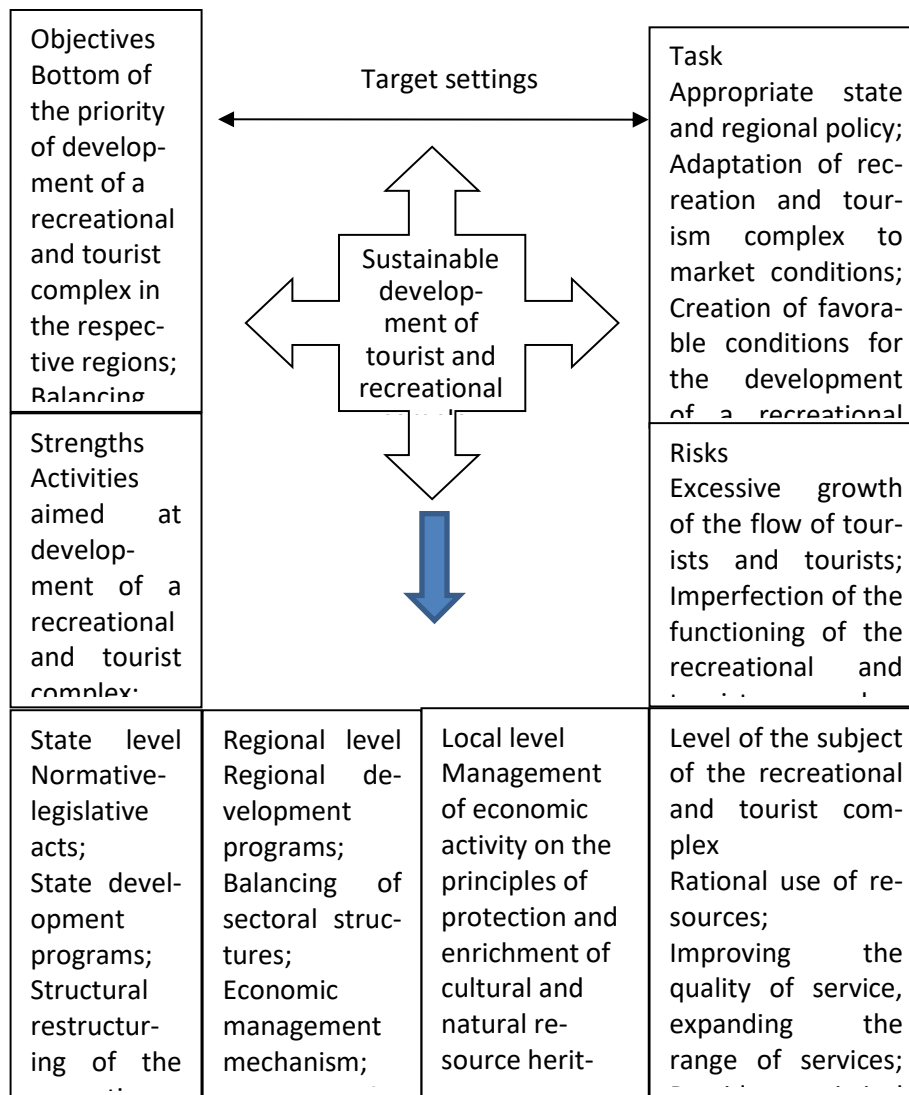 Objectives
Bottom of
the priority
of develop-
ment of a
recreational
and tourist
complex in
the respec-
tive regions;
Balancing
Target settings
Task
Appropriate state
and regional policy;
Adaptation of rec-
reation and tour-
ism complex to
market conditions;
Creation of favora-
ble conditions for
the development
of a recreational
Sustainable
develop-
ment of
tourist and
recreational
Strengths
Activities
aimed at
develop-
ment of a
recreational
and tourist
complex;
Risks
Excessive growth
of the flow of tour-
ists and tourists;
Imperfection of the
functioning of the
recreational and
State level
Normative-
legislative
acts;
State devel-
opment
programs;
Structural
restructur-
ing of the
Regional level
Regional de-
velopment
programs;
Balancing of
sectoral struc-
tures;
Economic
management
mechanism;
Local level
Management
of economic
activity on the
principles of
protection and
enrichment of
cultural and
natural re-
source herit-
Level of the subject
of the recreational
and tourist com-
plex
Rational use of re-
sources;
Improving the
quality of service,
expanding the
range of services;